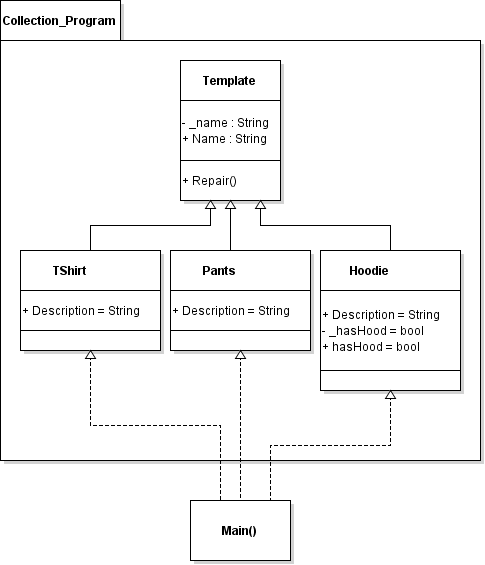 Collection_Program
Template
- _name : String
+ Name : String
+ Repair()
TShirt
+ Description = String
Pants
+ Description = String
Hoodie
+ Description = String
- _hasHood = bool
+ hasHood = bool
Main()